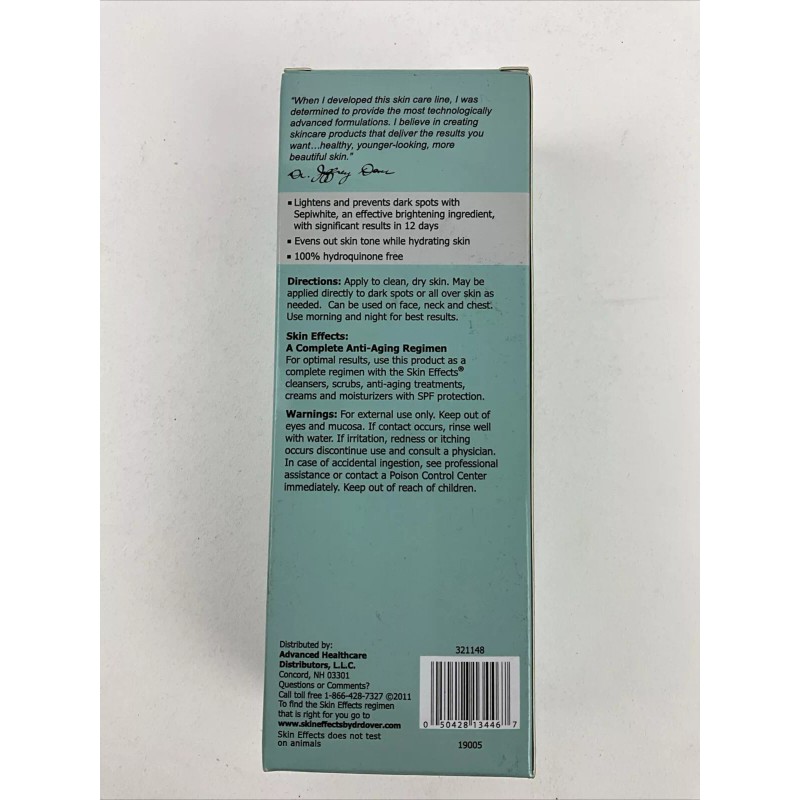 "When I developed this skin care line, I was
determined to provide the most technologically
advanced formulations. I believe in creating
skincare products that deliver the results you
want...healthy, younger-looking, more
beautiful skin."
Dr. Jeffrey Dover
▪ Lightens and prevents dark spots with
Sepiwhite, an effective brightening ingredient,
with significant results in 12 days
▪ Evens out skin tone while hydrating skin
▪ 100% hydroquinone free
Directions: Apply to clean, dry skin. May be
applied directly to dark spots or all over skin as
needed. Can be used on face, neck and chest.
Use morning and night for best results.
Skin Effects:
A Complete Anti-Aging Regimen
For optimal results, use this product as a
complete regimen with the Skin Effects®
cleansers, scrubs, anti-aging treatments,
creams and moisturizers with SPF protection.
Warnings: For external use only. Keep out of
eyes and mucosa. If contact occurs, rinse well
with water. If irritation, redness or itching
occurs discontinue use and consult a physician.
In case of accidental ingestion, see professional
assistance or contact a Poison Control Center
immediately. Keep out of reach of children.
Distributed by:
Advanced Healthcare
Distributors, L.L.C.
Concord, NH 03301
Questions or Comments?
Call toll free 1-866-428-7327 ©2011
To find the Skin Effects regimen
that is right for you go to
www.skineffectsbydrdover.com
Skin Effects does not test
on animals
321148
0 50428 13446 7
19005